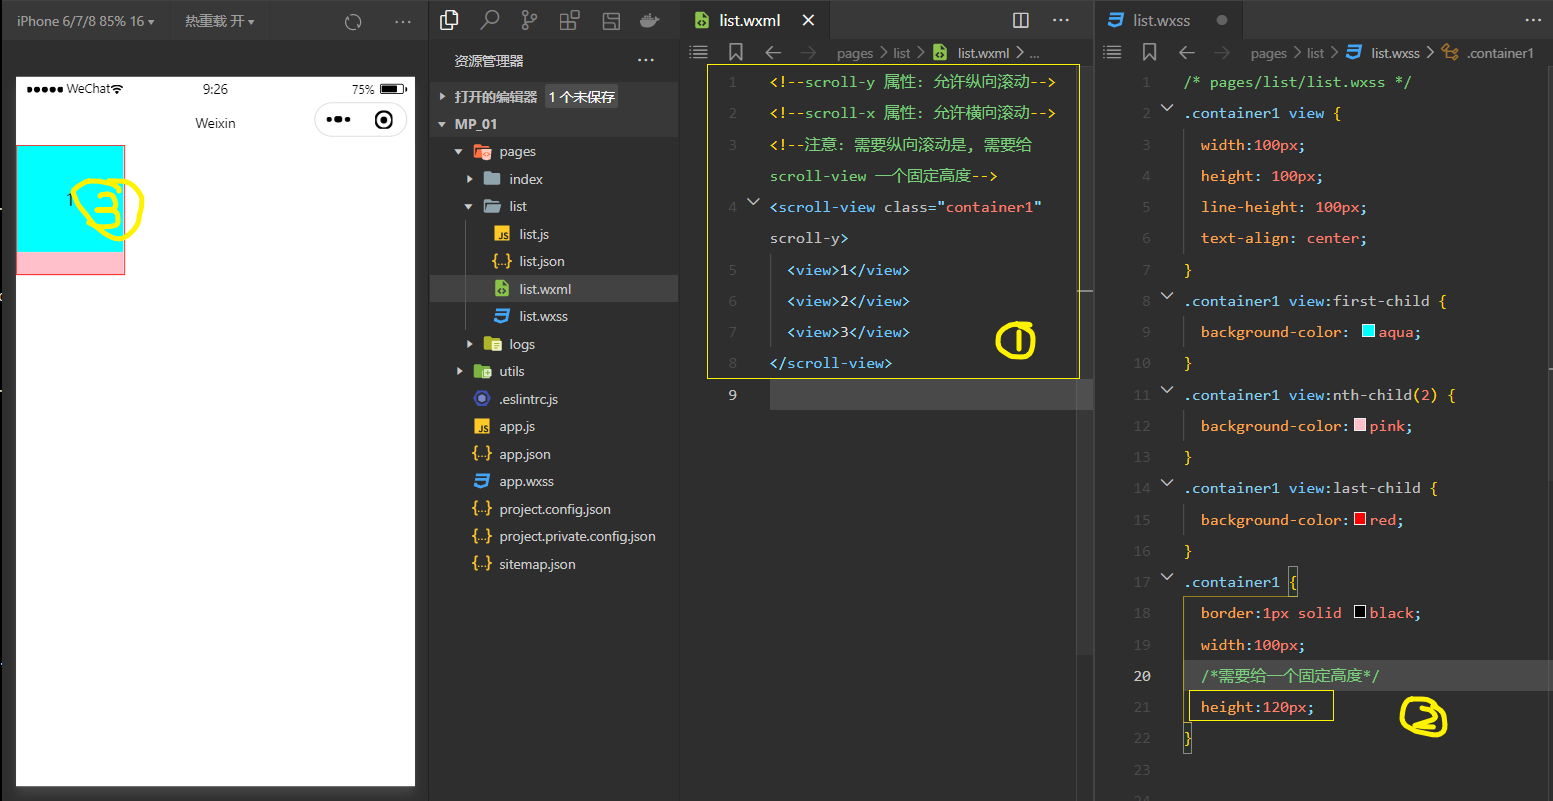 iPhone 6/7/8 85% 16
热重载 开
WeChat
9:26
75%
Weixin
1
3
资源管理器
打开的编辑器
1 个未保存
MP_01
pages
index
list
list.js
list.json
list.wxml
list.wxss
logs
utils
.eslintrc.js
app.js
app.json
app.wxss
project.config.json
project.private.config.json
sitemap.json
list.wxml
pages > list > list.wxml > ...
1 <!--scroll-y 属性: 允许纵向滚动-->
2 <!--scroll-x 属性: 允许横向滚动-->
3 <!--注意: 需要纵向滚动是, 需要给
scroll-view 一个固定高度-->
4 <scroll-view class="container1"
scroll-y>
5 <view>1</view>
6 <view>2</view>
7 <view>3</view>
8 </scroll-view>
9
1
list.wxss
pages > list > list.wxss > .container1
1 /* pages/list/list.wxss */
2 .container1 view {
3 width:100px;
4 height: 100px;
5 line-height: 100px;
6 text-align: center;
7 }
8 .container1 view:first-child {
9 background-color: aqua;
10 }
11 .container1 view:nth-child(2) {
12 background-color:pink;
13 }
14 .container1 view:last-child {
15 background-color:red;
16 }
17 .container1 {
18 border:1px solid black;
19 width:100px;
20 /*需要给一个固定高度*/
21 height:120px;
22 }
23
24
2